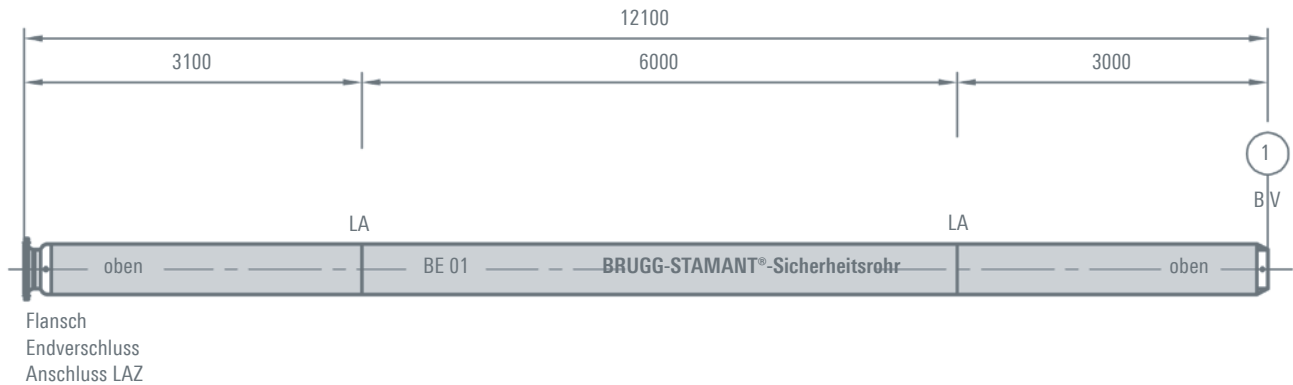 12100
3100 6000 3000
1
B V
LA LA
oben BE 01 BRUGG-STAMANT®-Sicherheitsrohr oben
Flansch
Endverschluss
Anschluss LAZ